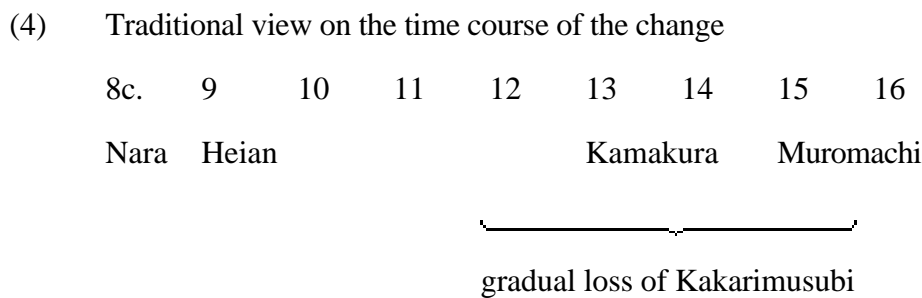 (4) Traditional view on the time course of the change
8c. 9 10 11 12 13 14 15 16
Nara Heian Kamakura Muromachi
gradual loss of Kakarimusubi